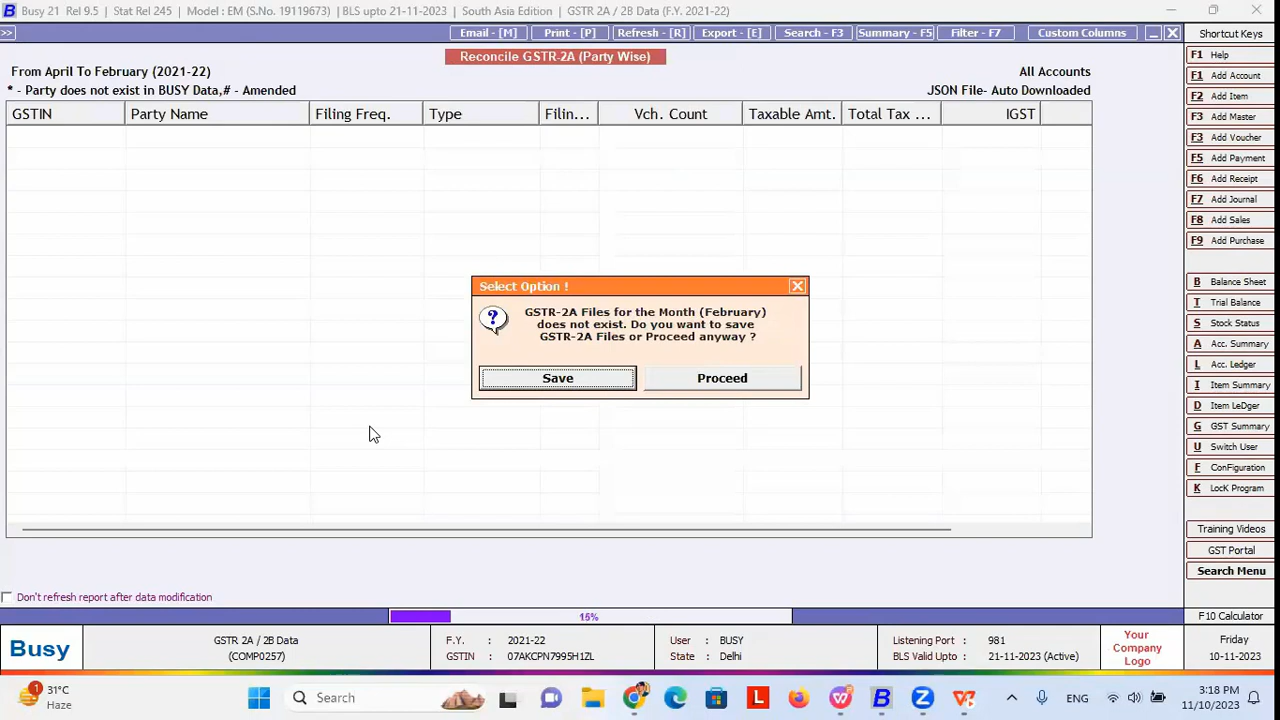 Busy 21 Rel 9.5 | Stat Rel 245 | Model : EM (S.No. 19119673) | BLS upto 21-11-2023 | South Asia Edition | GSTR 2A / 2B Data (F.Y. 2021-22)
>> Email - [M] Print - [P] Refresh - [R] Export - [E] Search - F3 Summary - F5 Filter - F7 Custom Columns
Reconcile GSTR-2A (Party Wise)
From April To February (2021-22) All Accounts
* - Party does not exist in BUSY Data,# - Amended JSON File- Auto Downloaded
GSTIN Party Name Filing Freq. Type Filin... Vch. Count Taxable Amt. Total Tax ... IGST
Select Option !
GSTR-2A Files for the Month (February)
does not exist. Do you want to save
GSTR-2A Files or Proceed anyway ?
Save Proceed
Don't refresh report after data modification
15%
Shortcut Keys
F1 Help
F1 Add Account
F2 Add Item
F3 Add Master
F3 Add Voucher
F5 Add Payment
F6 Add Receipt
F7 Add Journal
F8 Add Sales
F9 Add Purchase
B Balance Sheet
T Trial Balance
S Stock Status
A Acc. Summary
L Acc. Ledger
I Item Summary
D Item LeDger
G GST Summary
U Switch User
F ConFiguration
K LocK Program
Training Videos
GST Portal
Search Menu
F10 Calculator
Busy
GSTR 2A / 2B Data
(COMP0257)
F.Y. : 2021-22
GSTIN : 07AKCPN7995H1ZL
User : BUSY
State : Delhi
Listening Port : 981
BLS Valid Upto : 21-11-2023 (Active)
Your
Company
Logo
Friday
10-11-2023
1
31°C
Haze
Search
ENG
3:18 PM
11/10/2023